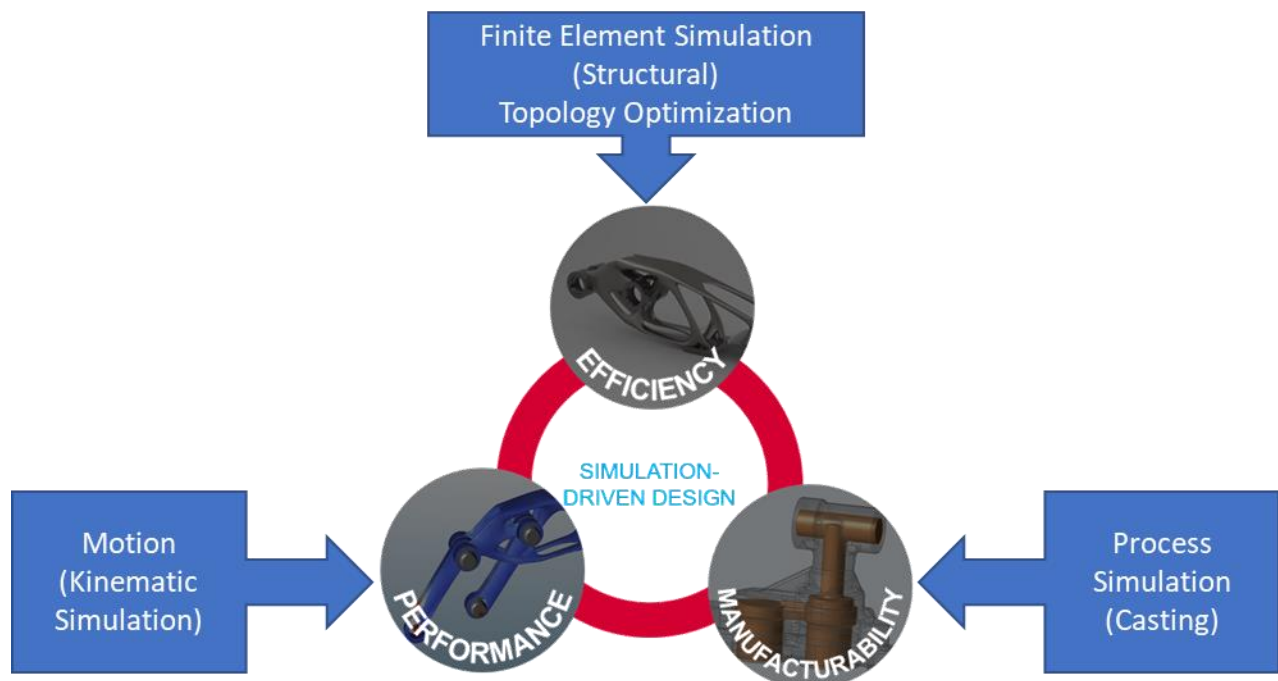 Finite Element Simulation
(Structural)
Topology Optimization
EFFICIENCY
SIMULATION-
DRIVEN DESIGN
Motion
(Kinematic
Simulation)
PERFORMANCE
MANUFACTURABILITY
Process
Simulation
(Casting)